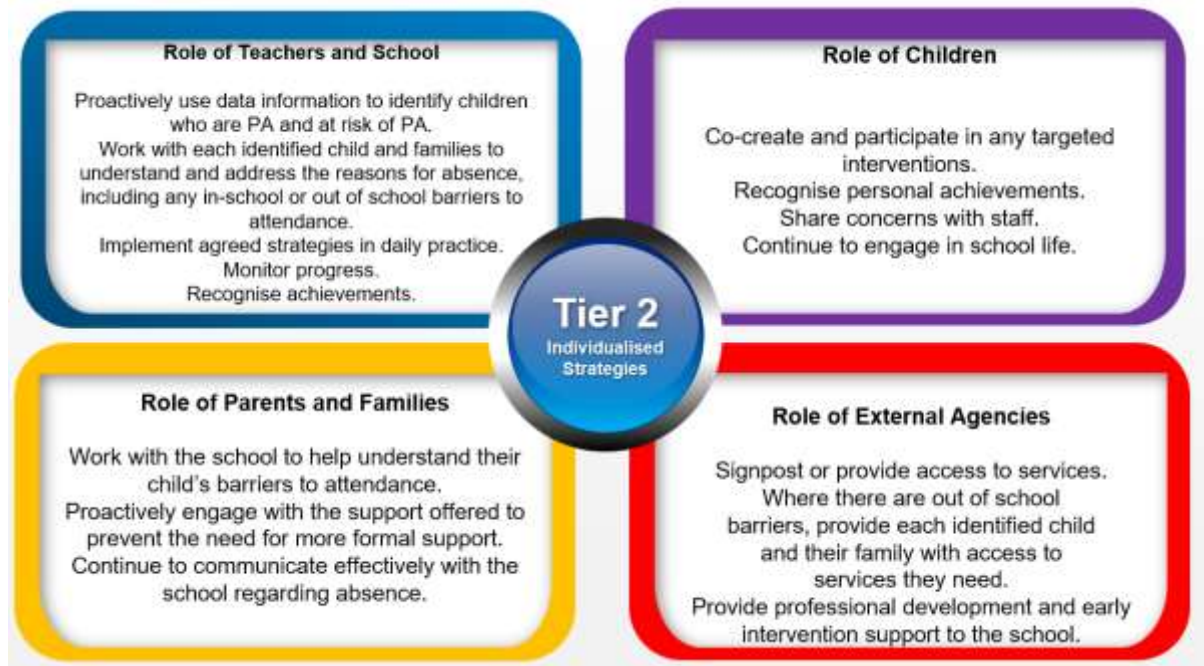 Role of Teachers and School
Proactively use data information to identify children
who are PA and at risk of PA.
Work with each identified child and families to
understand and address the reasons for absence,
including any in-school or out of school barriers to
attendance.
Implement agreed strategies in daily practice.
Monitor progress.
Recognise achievements.
Role of Children
Co-create and participate in any targeted
interventions.
Recognise personal achievements.
Share concerns with staff.
Continue to engage in school life.
Tier 2
Individualised
Strategies
Role of Parents and Families
Work with the school to help understand their
child's barriers to attendance.
Proactively engage with the support offered to
prevent the need for more formal support.
Continue to communicate effectively with the
school regarding absence.
Role of External Agencies
Signpost or provide access to services.
Where there are out of school
barriers, provide each identified child
and their family with access to
services they need.
Provide professional development and early
intervention support to the school.